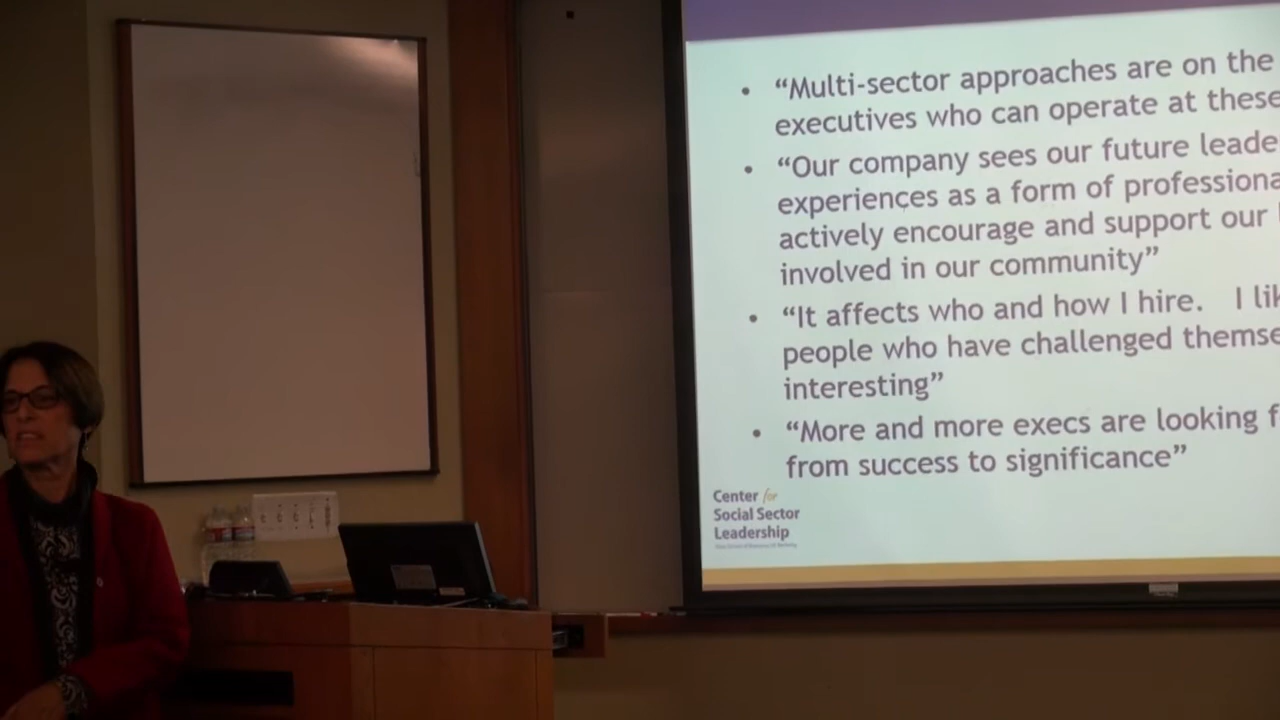 • “Multi-sector approaches are on the
executives who can operate at these
• “Our company sees our future leade
experiences as a form of professiona
actively encourage and support our
involved in our community”
• “It affects who and how I hire. I lik
people who have challenged themse
interesting”
• “More and more execs are looking f
from success to significance”
Center for
Social Sector
Leadership